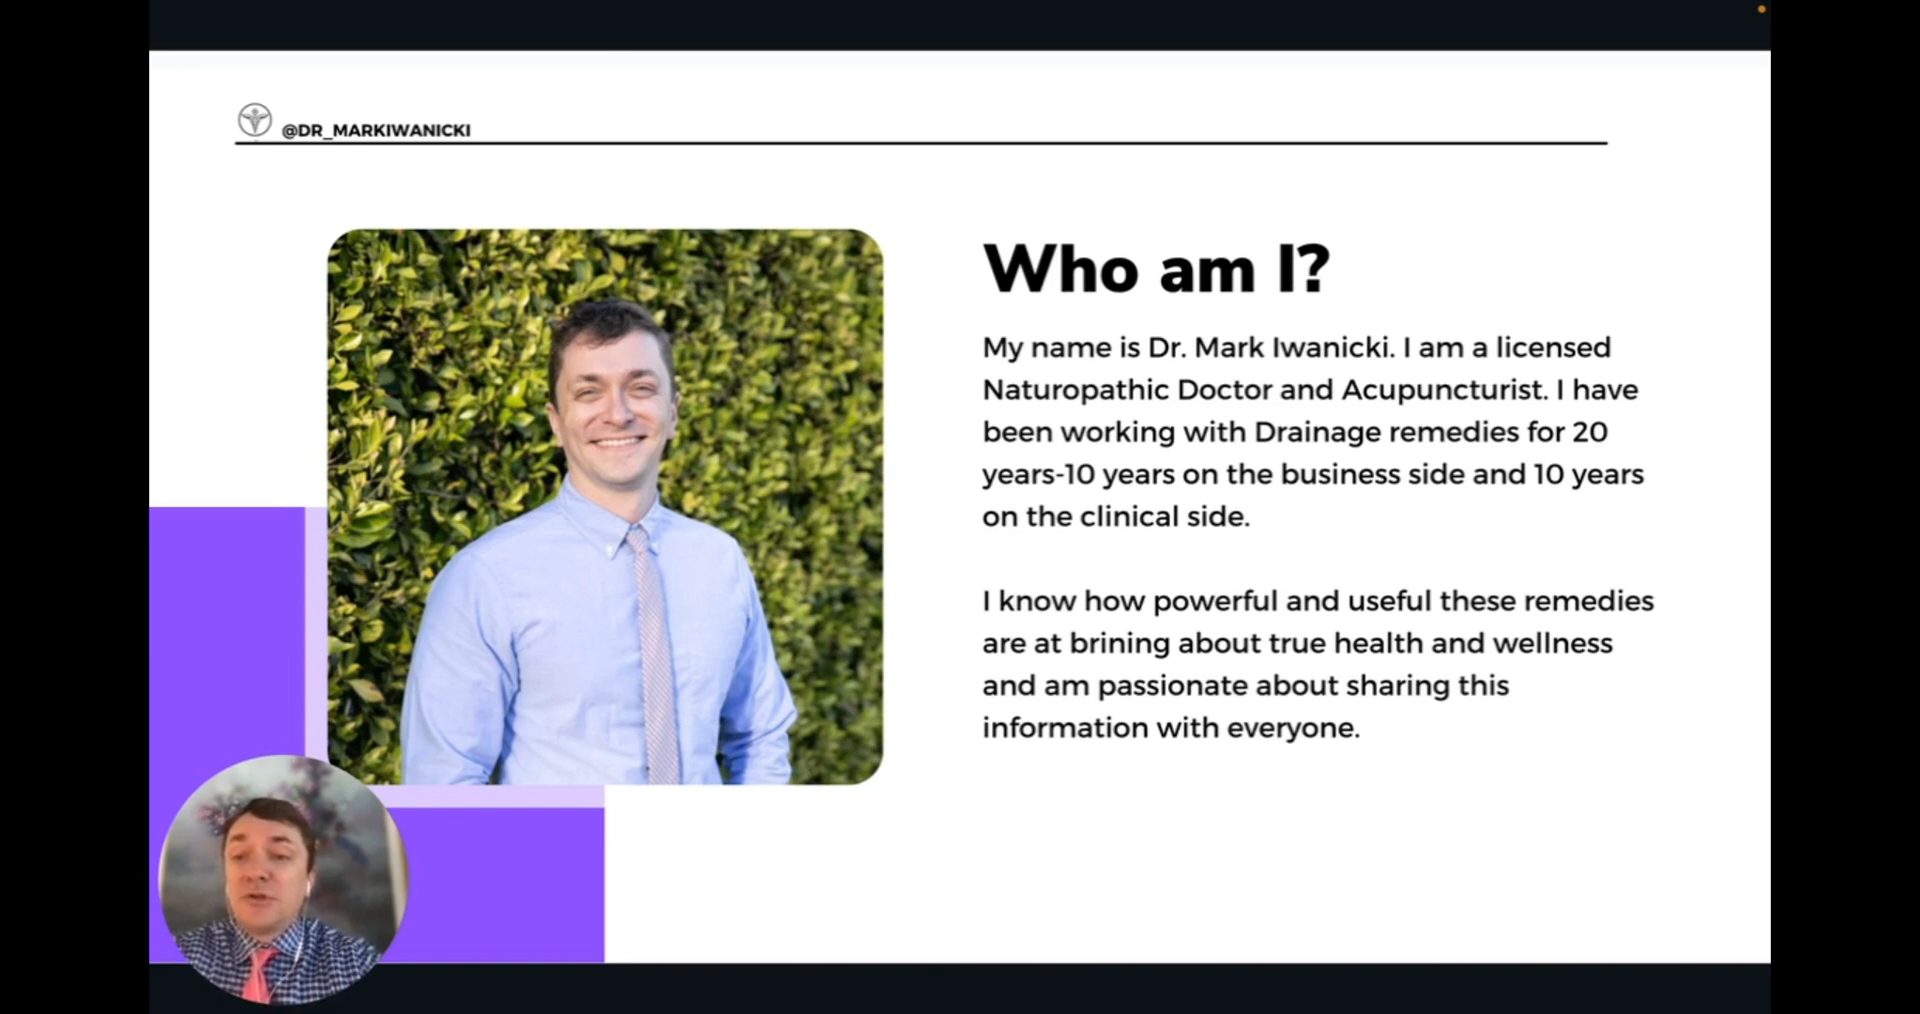 @DR_MARKIWANICKI
Who am I?
My name is Dr. Mark Iwanicki. I am a licensed
Naturopathic Doctor and Acupuncturist. I have
been working with Drainage remedies for 20
years-10 years on the business side and 10 years
on the clinical side.
I know how powerful and useful these remedies
are at brining about true health and wellness
and am passionate about sharing this
information with everyone.